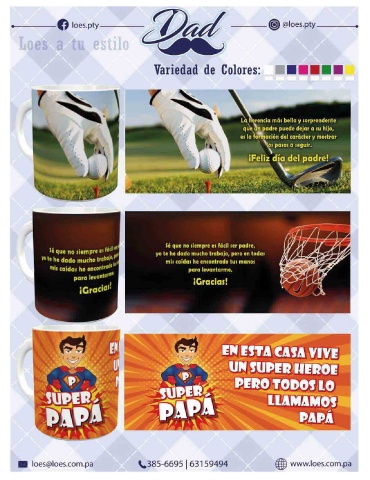 loes.pty
Dad
@loes.pty
Loes a tu estilo
Variedad de Colores:
La herencia más bella y sorprendente
que un padre puede dejar a su hijo,
es la formación del carácter y mostrar
los pasos a seguir.
¡Feliz día del padre!
Sé que no siempre es fácil
yo te he dado mucho trabajo, pero
mis caídas he encontrado tus
para levantarme.
¡Gracias!
Sé que no siempre es fácil ser padre,
yo te he dado mucho trabajo, pero en todas
mis caídas he encontrado tus manos
para levantarme.
¡Gracias!
SUPER
PAPÁ
EN
UN
P
SUPER
PAPÁ
EN ESTA CASA VIVE
UN SUPER HEROE
PERO TODOS LO
LLAMAMOS
PAPÁ
loes@loes.com.pa
385-6695 | 63159494
www.loes.com.pa